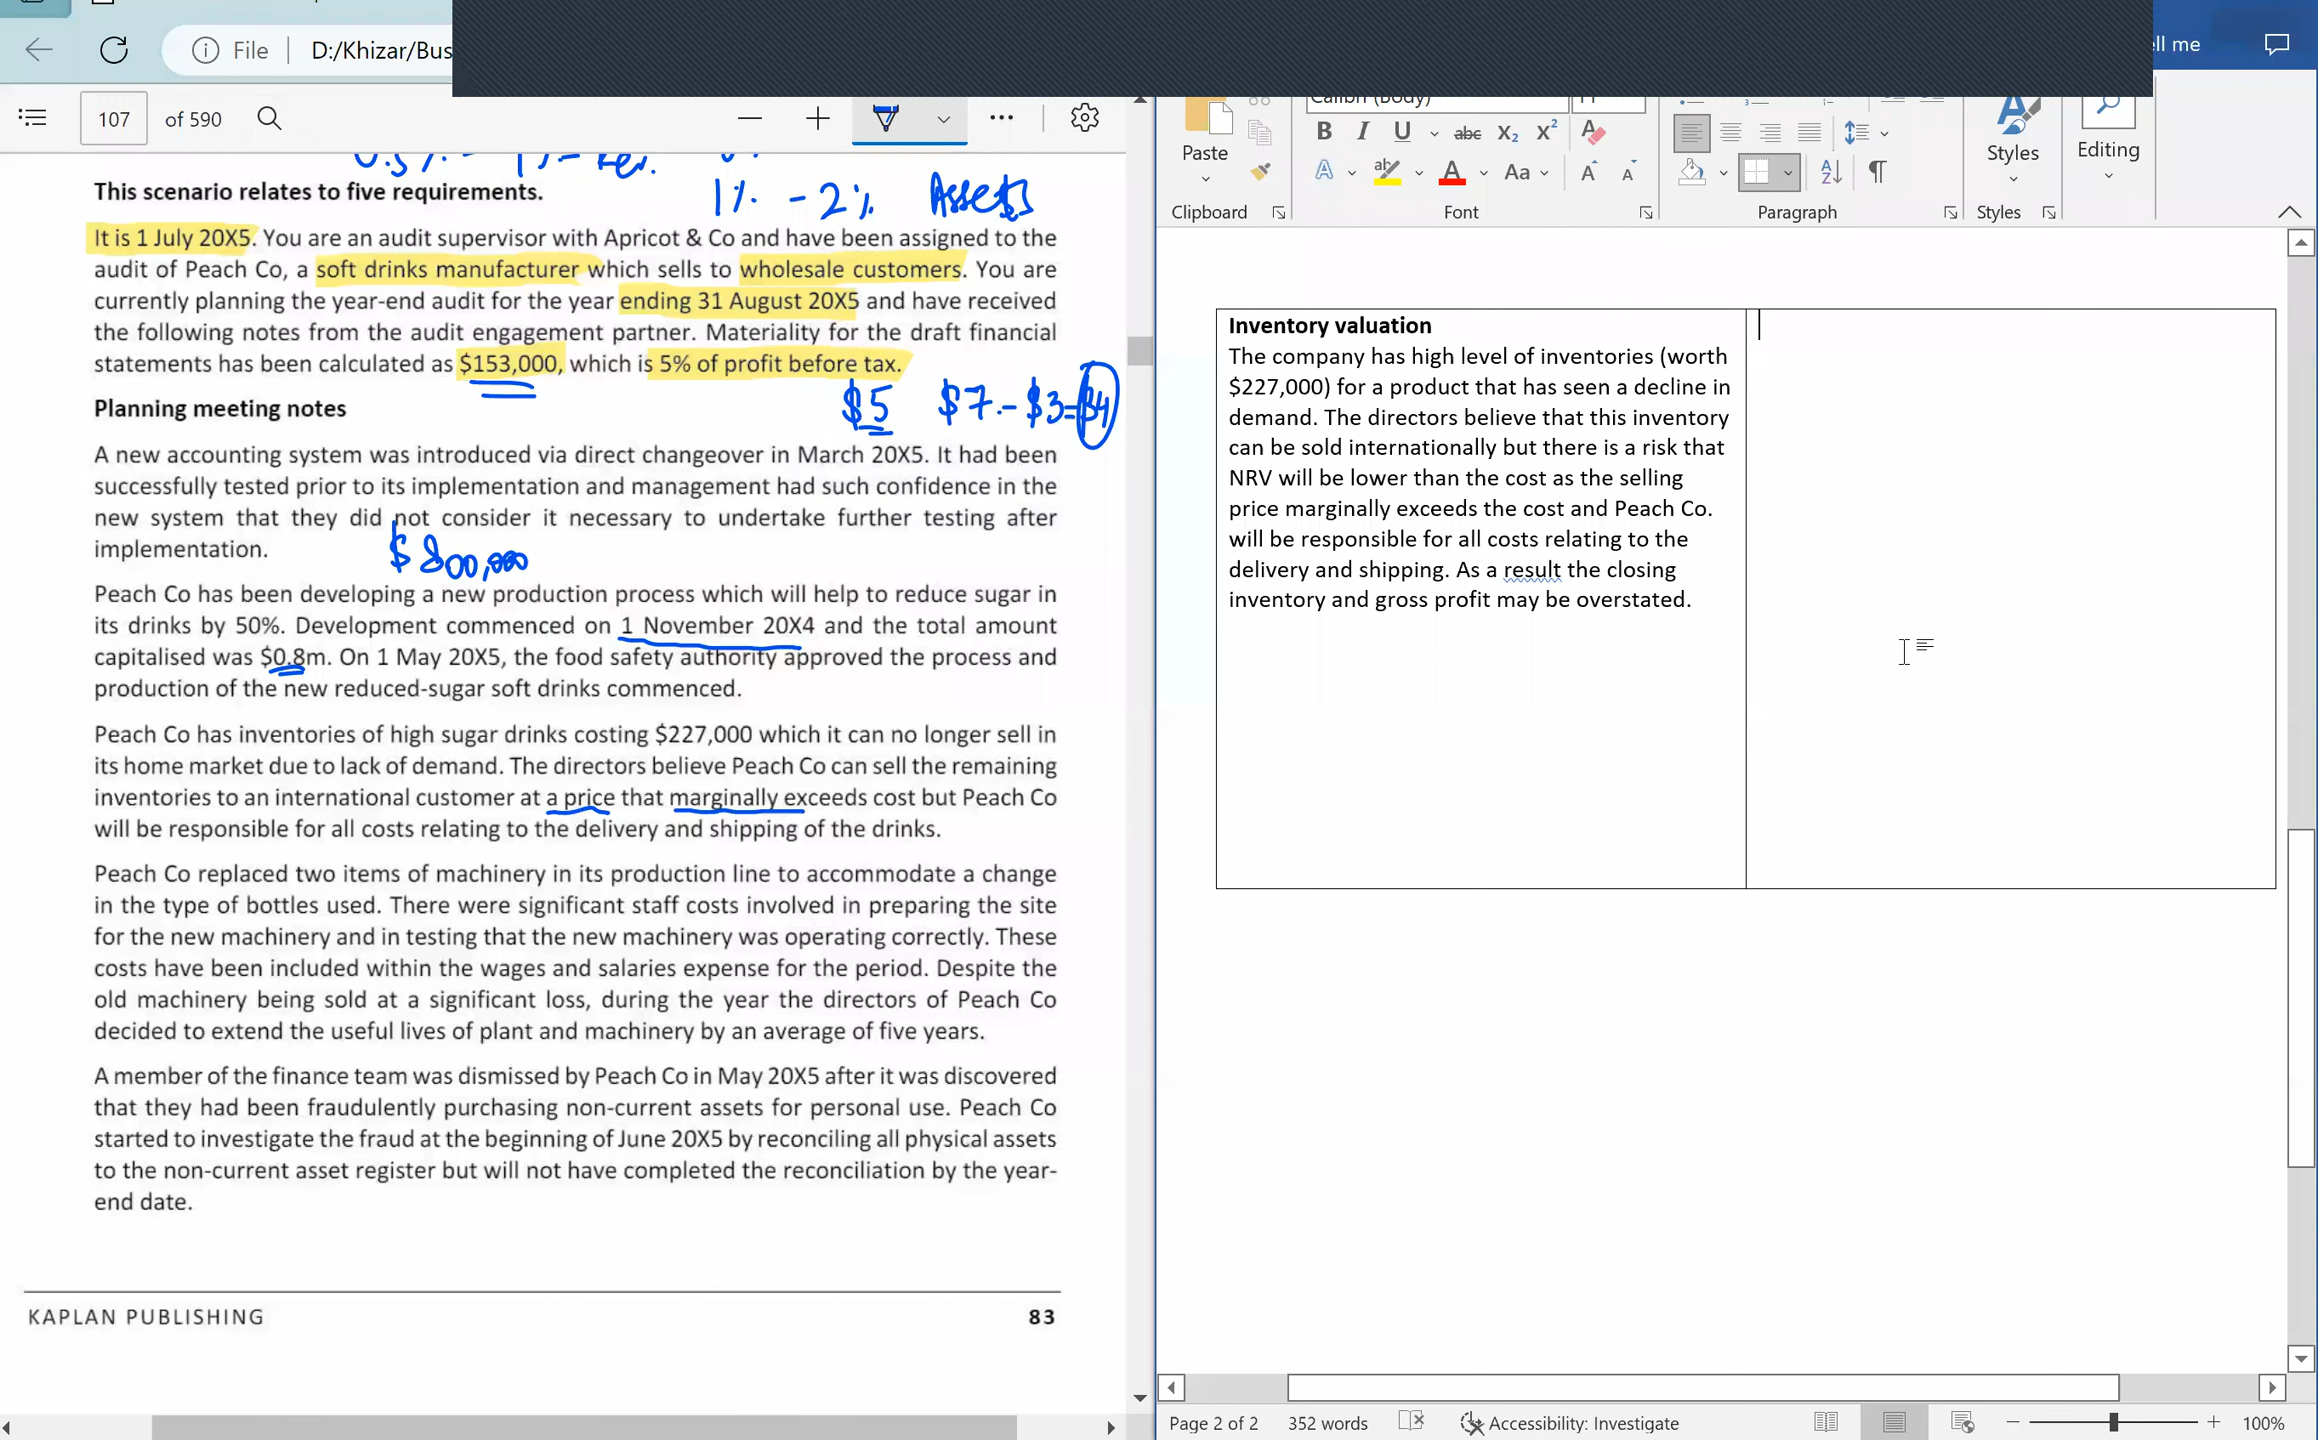 File
D:/Khizar/Bus
ll me
107
of 590
Calibri (Body)
11
Paste
B I U abc X₂ X²
Aa
Styles
Editing
Clipboard
Font
Paragraph
Styles
1% - 2% Assets
This scenario relates to five requirements.
It is 1 July 20X5. You are an audit supervisor with Apricot & Co and have been assigned to the
audit of Peach Co, a soft drinks manufacturer which sells to wholesale customers. You are
currently planning the year-end audit for the year ending 31 August 20X5 and have received
the following notes from the audit engagement partner. Materiality for the draft financial
statements has been calculated as $153,000, which is 5% of profit before tax.
$5 $7 - $3 = $4
Planning meeting notes
A new accounting system was introduced via direct changeover in March 20X5. It had been
successfully tested prior to its implementation and management had such confidence in the
new system that they did not consider it necessary to undertake further testing after
implementation.
$ 800,000
Peach Co has been developing a new production process which will help to reduce sugar in
its drinks by 50%. Development commenced on 1 November 20X4 and the total amount
capitalised was $0.8m. On 1 May 20X5, the food safety authority approved the process and
production of the new reduced-sugar soft drinks commenced.
Peach Co has inventories of high sugar drinks costing $227,000 which it can no longer sell in
its home market due to lack of demand. The directors believe Peach Co can sell the remaining
inventories to an international customer at a price that marginally exceeds cost but Peach Co
will be responsible for all costs relating to the delivery and shipping of the drinks.
Peach Co replaced two items of machinery in its production line to accommodate a change
in the type of bottles used. There were significant staff costs involved in preparing the site
for the new machinery and in testing that the new machinery was operating correctly. These
costs have been included within the wages and salaries expense for the period. Despite the
old machinery being sold at a significant loss, during the year the directors of Peach Co
decided to extend the useful lives of plant and machinery by an average of five years.
A member of the finance team was dismissed by Peach Co in May 20X5 after it was discovered
that they had been fraudulently purchasing non-current assets for personal use. Peach Co
started to investigate the fraud at the beginning of June 20X5 by reconciling all physical assets
to the non-current asset register but will not have completed the reconciliation by the year-
end date.
KAPLAN PUBLISHING
83
Inventory valuation
The company has high level of inventories (worth
$227,000) for a product that has seen a decline in
demand. The directors believe that this inventory
can be sold internationally but there is a risk that
NRV will be lower than the cost as the selling
price marginally exceeds the cost and Peach Co.
will be responsible for all costs relating to the
delivery and shipping. As a result the closing
inventory and gross profit may be overstated.
Page 2 of 2
352 words
Accessibility: Investigate
100%